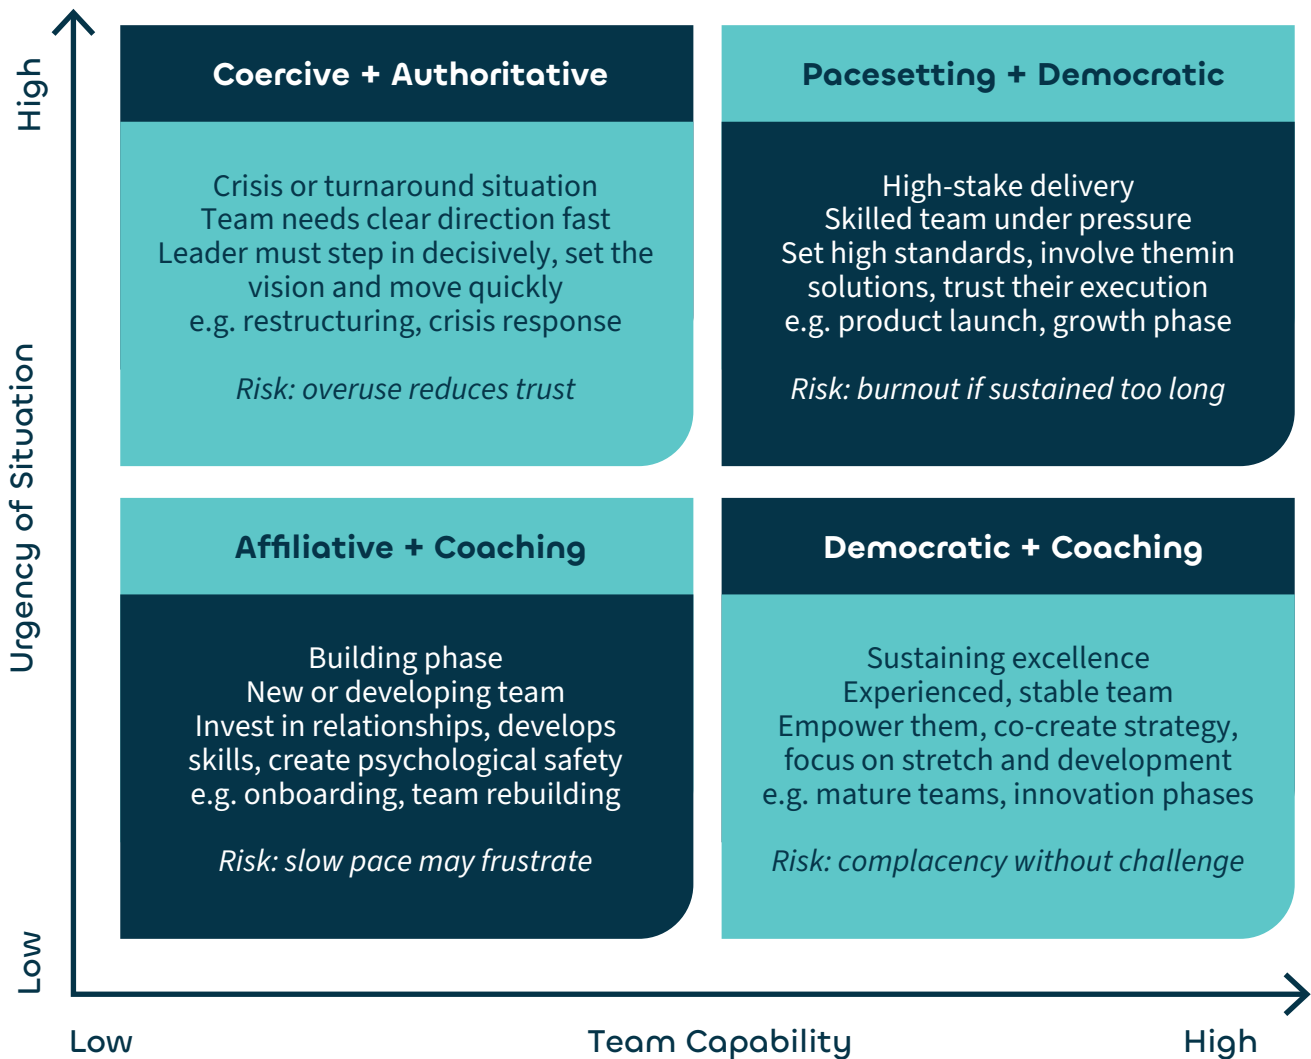 High
Coercive + Authoritative
Crisis or turnaround situation
Team needs clear direction fast
Leader must step in decisively, set the
vision and move quickly
e.g. restructuring, crisis response
Risk: overuse reduces trust
Pacesetting + Democratic
High-stake delivery
Skilled team under pressure
Set high standards, involve themin
solutions, trust their execution
e.g. product launch, growth phase
Risk: burnout if sustained too long
Urgency of Situation
Affiliative + Coaching
Building phase
New or developing team
Invest in relationships, develops
skills, create psychological safety
e.g. onboarding, team rebuilding
Risk: slow pace may frustrate
Democratic + Coaching
Sustaining excellence
Experienced, stable team
Empower them, co-create strategy,
focus on stretch and development
e.g. mature teams, innovation phases
Risk: complacency without challenge
Low
Low
Team Capability
High